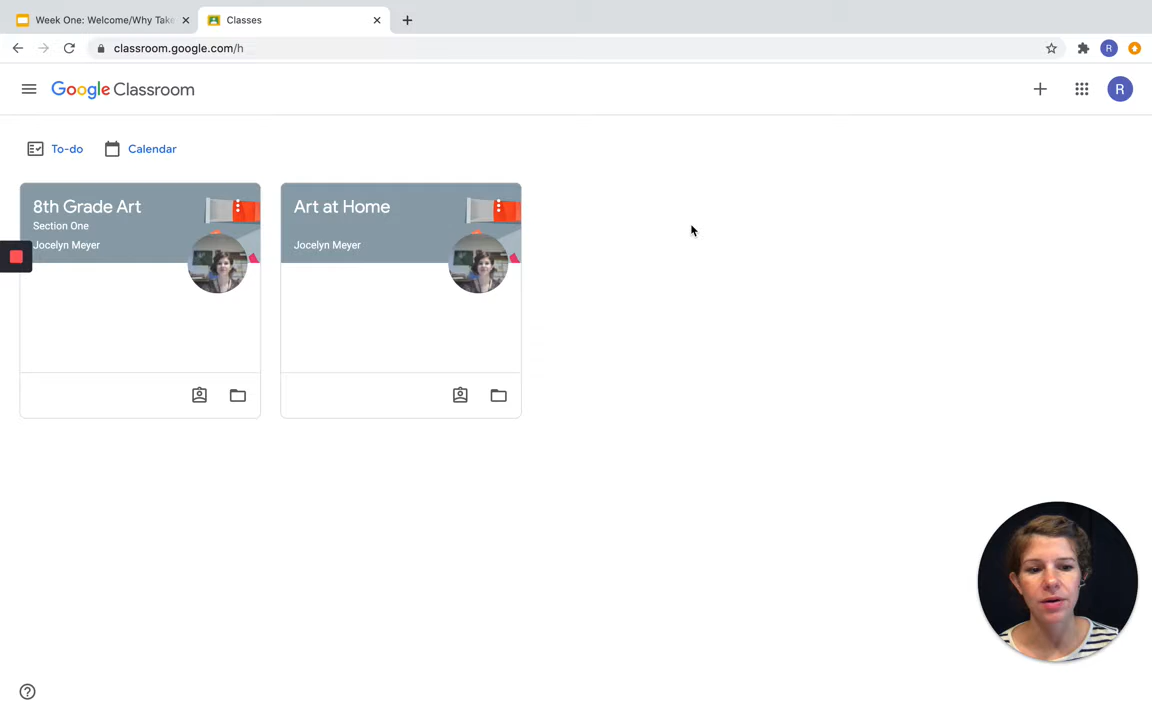 Week One: Welcome/Why Take
Classes
classroom.google.com/h
R
Google Classroom
R
To-do
Calendar
8th Grade Art
Section One
Jocelyn Meyer
Art at Home
Jocelyn Meyer